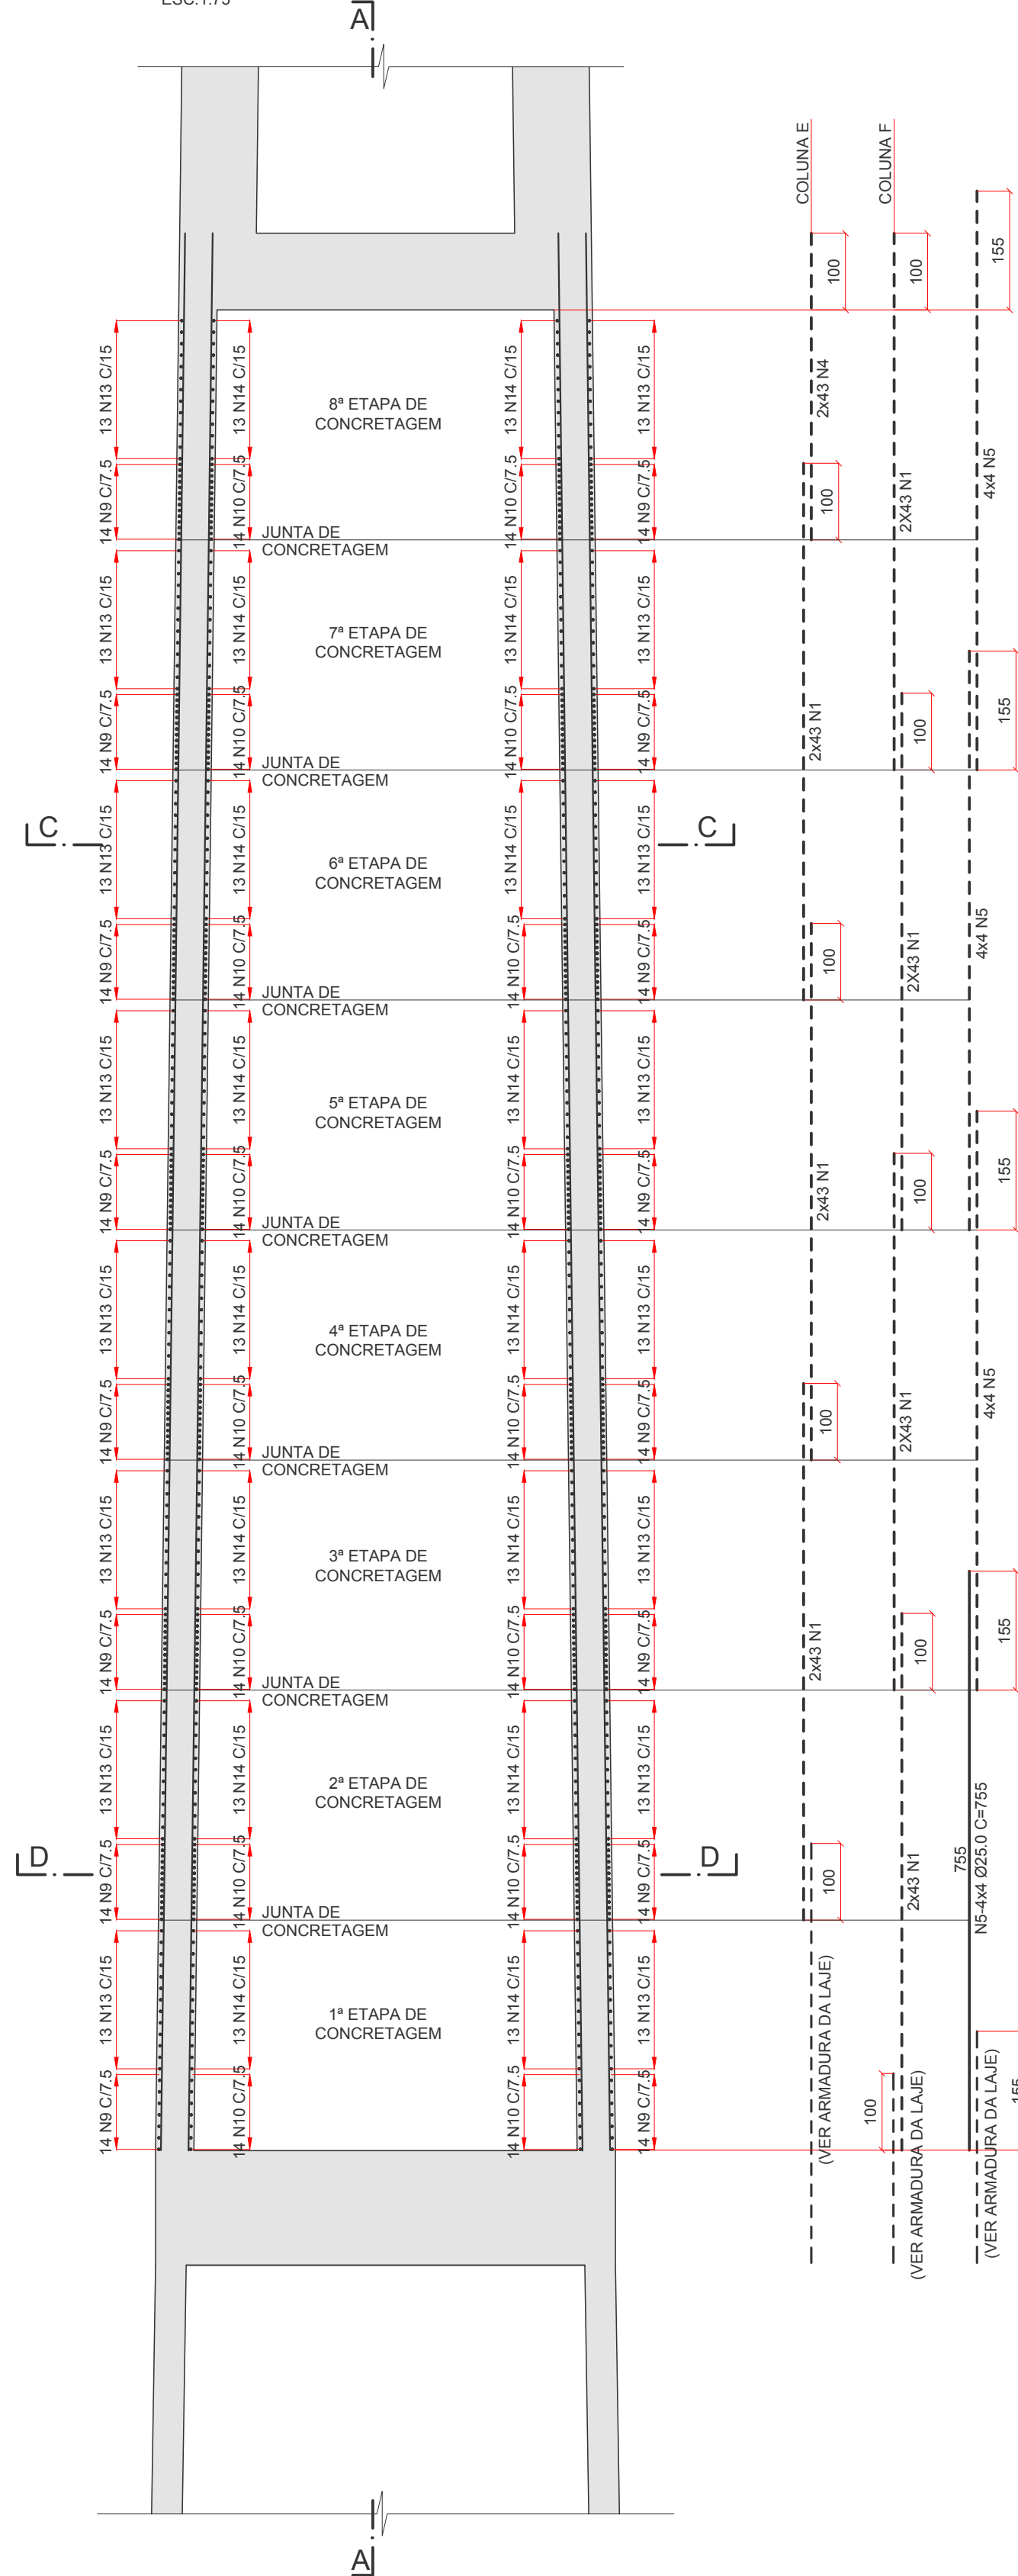 ESC.1:75
A
COLUNA E
COLUNA F
100
100
155
13 N13 C/15
13 N14 C/15
8ª ETAPA DE
CONCRETAGEM
13 N14 C/15
13 N13 C/15
2x43 N4
14 N9 C/7.5
14 N10 C/7.5
JUNTA DE
CONCRETAGEM
14 N10 C/7.5
14 N9 C/7.5
100
2X43 N1
4x4 N5
13 N13 C/15
13 N14 C/15
7ª ETAPA DE
CONCRETAGEM
13 N14 C/15
13 N13 C/15
14 N9 C/7.5
14 N10 C/7.5
JUNTA DE
CONCRETAGEM
14 N10 C/7.5
14 N9 C/7.5
2x43 N1
100
155
C
C
13 N13 C/15
13 N14 C/15
6ª ETAPA DE
CONCRETAGEM
13 N14 C/15
13 N13 C/15
14 N9 C/7.5
14 N10 C/7.5
JUNTA DE
CONCRETAGEM
14 N10 C/7.5
14 N9 C/7.5
100
2X43 N1
4x4 N5
13 N13 C/15
13 N14 C/15
5ª ETAPA DE
CONCRETAGEM
13 N14 C/15
13 N13 C/15
14 N9 C/7.5
14 N10 C/7.5
JUNTA DE
CONCRETAGEM
14 N10 C/7.5
14 N9 C/7.5
2x43 N1
100
155
13 N13 C/15
13 N14 C/15
4ª ETAPA DE
CONCRETAGEM
13 N14 C/15
13 N13 C/15
14 N9 C/7.5
14 N10 C/7.5
JUNTA DE
CONCRETAGEM
14 N10 C/7.5
14 N9 C/7.5
100
2X43 N1
4x4 N5
13 N13 C/15
13 N14 C/15
3ª ETAPA DE
CONCRETAGEM
13 N14 C/15
13 N13 C/15
14 N9 C/7.5
14 N10 C/7.5
JUNTA DE
CONCRETAGEM
14 N10 C/7.5
14 N9 C/7.5
2x43 N1
100
155
13 N13 C/15
13 N14 C/15
2ª ETAPA DE
CONCRETAGEM
13 N14 C/15
13 N13 C/15
D
D
14 N9 C/7.5
14 N10 C/7.5
JUNTA DE
CONCRETAGEM
14 N10 C/7.5
14 N9 C/7.5
100
2x43 N1
755
N5-4x4 Ø25.0 C=755
13 N13 C/15
13 N14 C/15
1ª ETAPA DE
CONCRETAGEM
13 N14 C/15
13 N13 C/15
14 N9 C/7.5
14 N10 C/7.5
14 N10 C/7.5
14 N9 C/7.5
(VER ARMADURA DA LAJE)
100
(VER ARMADURA DA LAJE)
(VER ARMADURA DA LAJE)
155
A